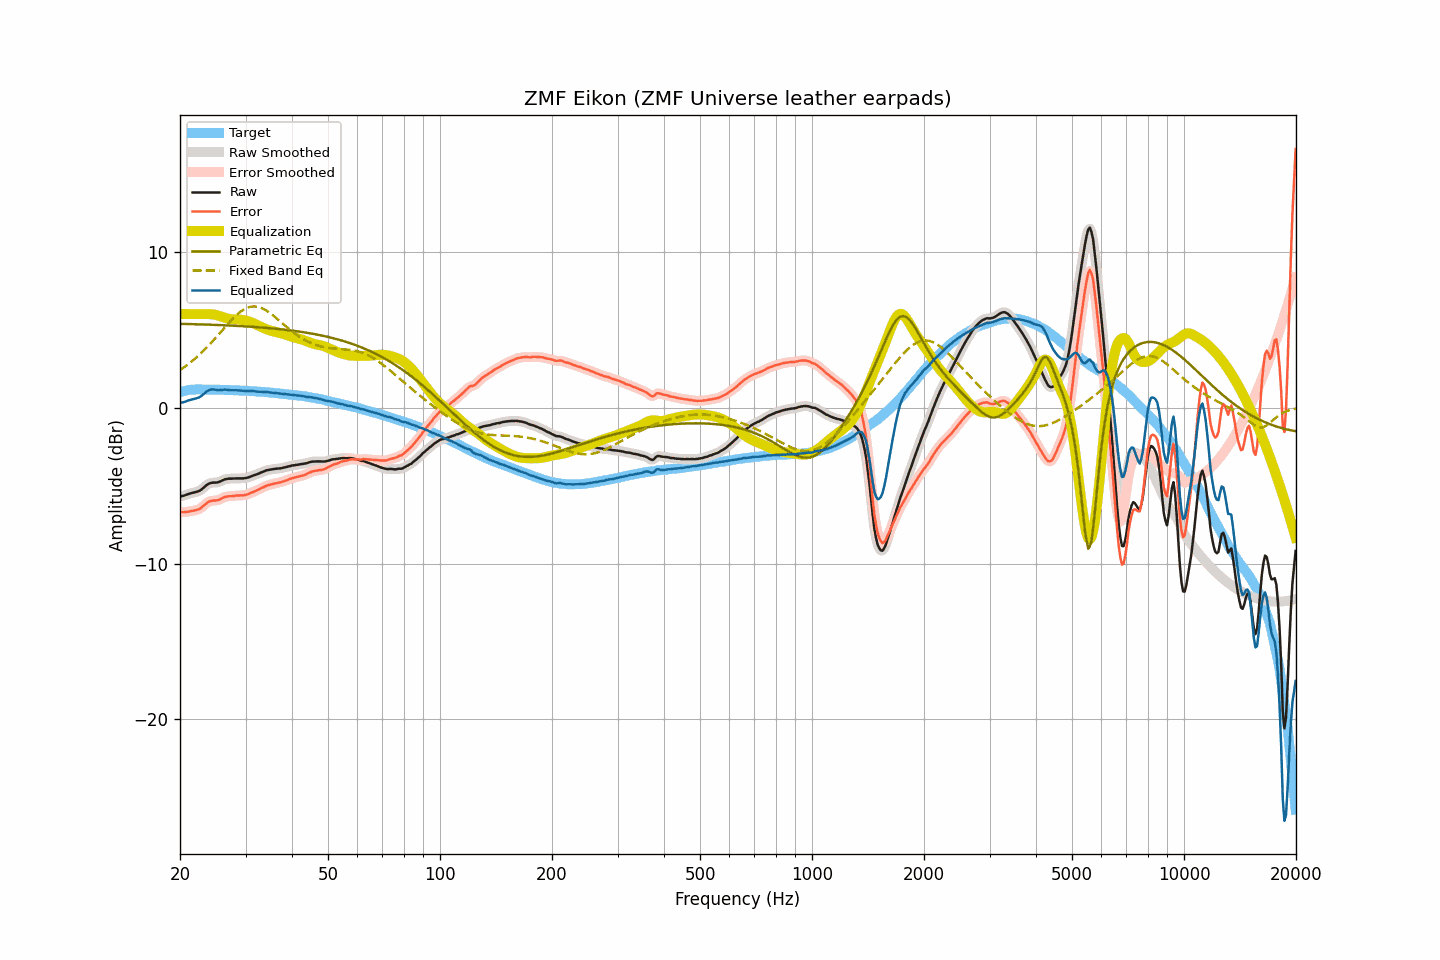 ZMF Eikon (ZMF Universe leather earpads)
Target
Raw Smoothed
Error Smoothed
Raw
Error
Equalization
Parametric Eq
Fixed Band Eq
Equalized
10
0
−10
−20
Amplitude (dBr)
20 50 100 200 500 1000 2000 5000 10000 20000
Frequency (Hz)